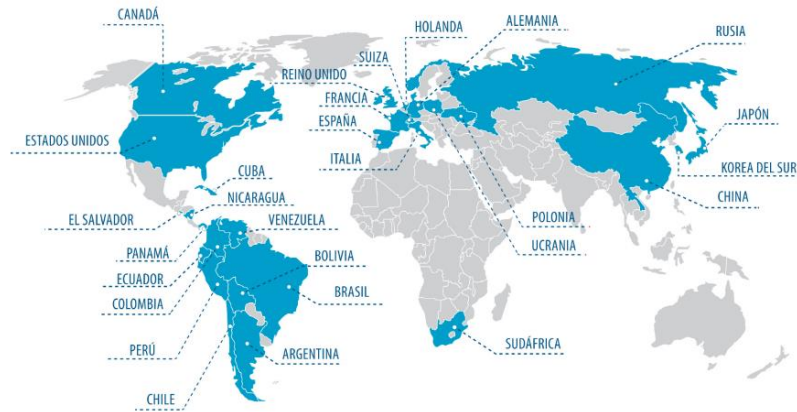 CANADÁ
HOLANDA
ALEMANIA
RUSIA
SUIZA
REINO UNIDO
FRANCIA
ESPAÑA
JAPÓN
ESTADOS UNIDOS
ITALIA
KOREA DEL SUR
CUBA
NICARAGUA
CHINA
EL SALVADOR
VENEZUELA
POLONIA
UCRANIA
PANAMÁ
BOLIVIA
ECUADOR
COLOMBIA
BRASIL
PERÚ
ARGENTINA
SUDÁFRICA
CHILE